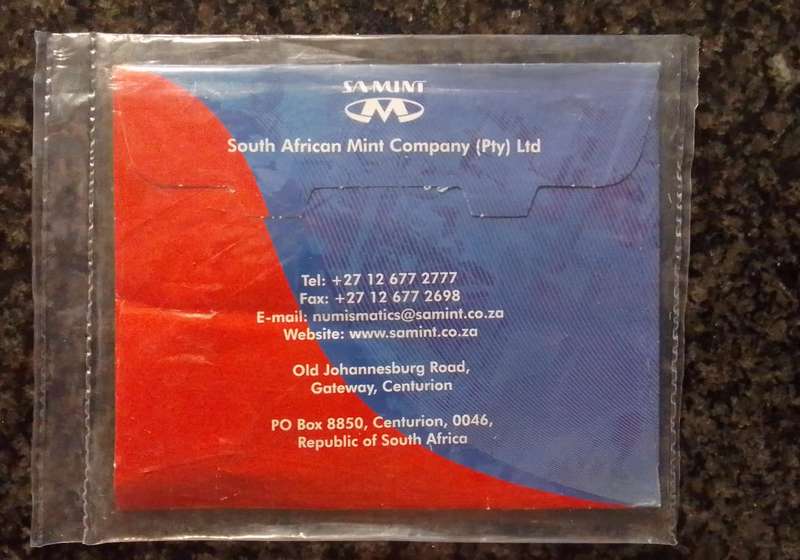 SA-MINT
South African Mint Company (Pty) Ltd
Tel: +27 12 677 2777
Fax: +27 12 677 2698
E-mail: numismatics@samint.co.za
Website: www.samint.co.za
Old Johannesburg Road,
Gateway, Centurion
PO Box 8850, Centurion, 0046,
Republic of South Africa